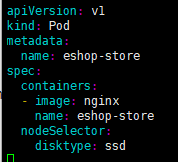 apiVersion: v1
kind: Pod
metadata:
  name: eshop-store
spec:
  containers:
  - image: nginx
    name: eshop-store
  nodeSelector:
    disktype: ssd